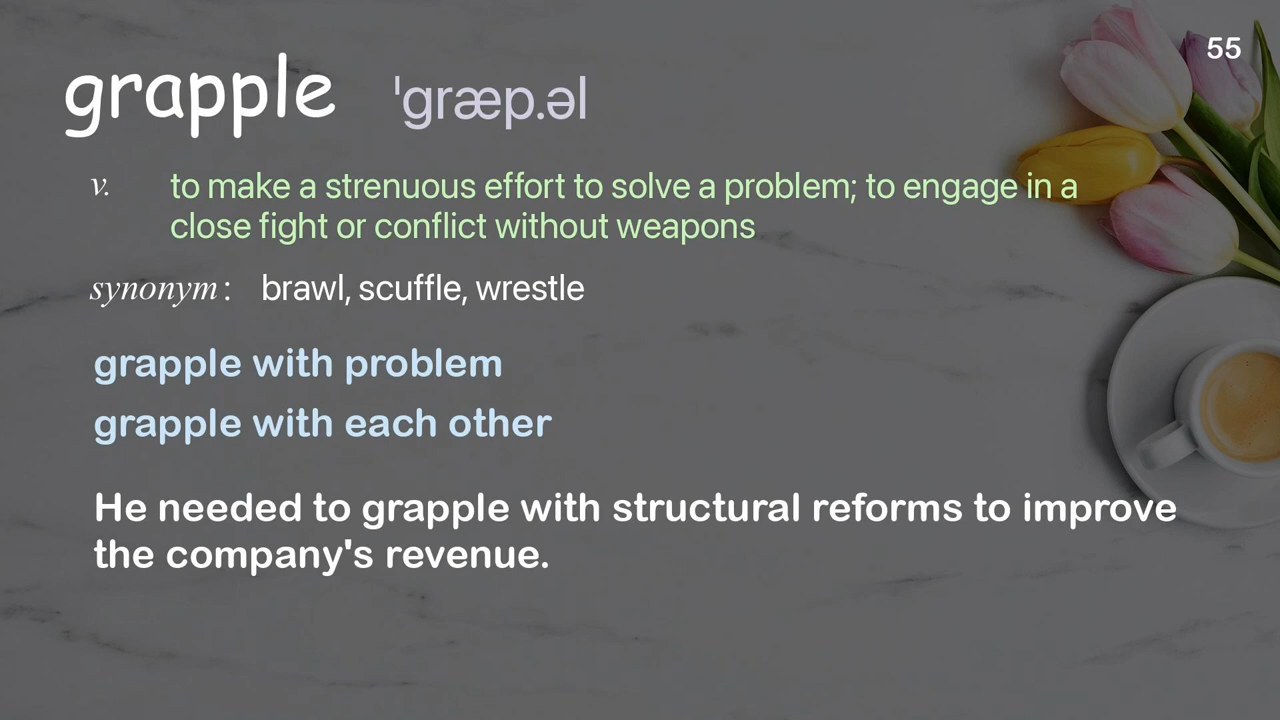 55
grapple ˈɡræp.əl
v. to make a strenuous effort to solve a problem; to engage in a
close fight or conflict without weapons
synonym: brawl, scuffle, wrestle
grapple with problem
grapple with each other
He needed to grapple with structural reforms to improve
the company's revenue.